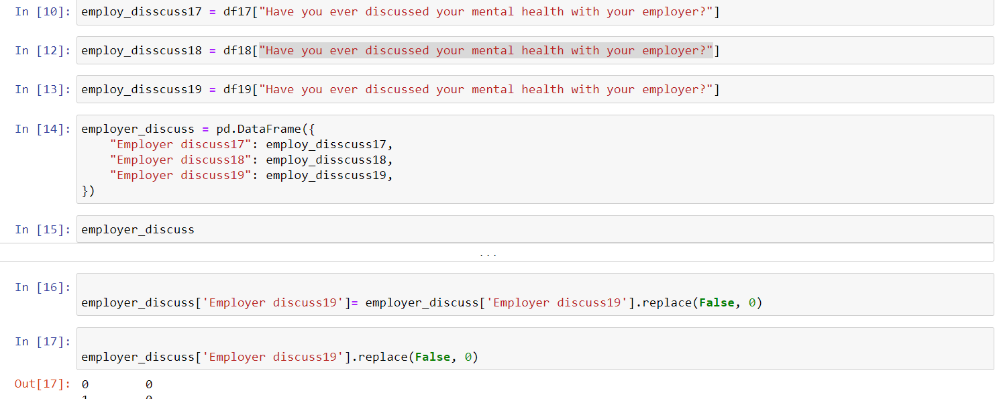 In [10]: employ_disscuss17 = df17["Have you ever discussed your mental health with your employer?"]
In [12]: employ_disscuss18 = df18["Have you ever discussed your mental health with your employer?"]
In [13]: employ_disscuss19 = df19["Have you ever discussed your mental health with your employer?"]
In [14]: employer_discuss = pd.DataFrame({
    "Employer discuss17": employ_disscuss17,
    "Employer discuss18": employ_disscuss18,
    "Employer discuss19": employ_disscuss19,
})
In [15]: employer_discuss
...
In [16]:
employer_discuss['Employer discuss19']= employer_discuss['Employer discuss19'].replace(False, 0)
In [17]:
employer_discuss['Employer discuss19'].replace(False, 0)
Out[17]: 0        0